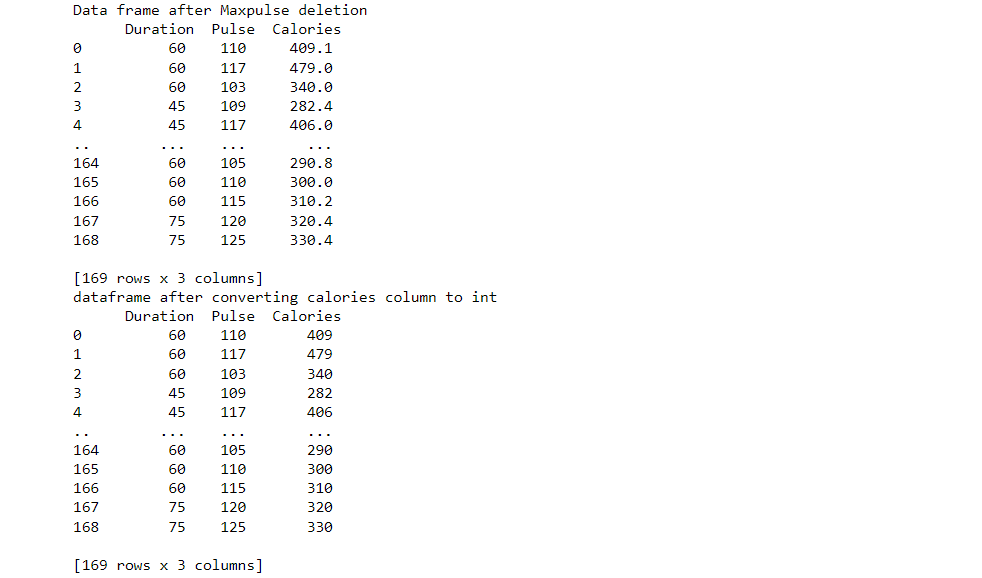 Data frame after Maxpulse deletion
      Duration  Pulse  Calories
0           60    110     409.1
1           60    117     479.0
2           60    103     340.0
3           45    109     282.4
4           45    117     406.0
..         ...    ...       ...
164         60    105     290.8
165         60    110     300.0
166         60    115     310.2
167         75    120     320.4
168         75    125     330.4
[169 rows x 3 columns]
dataframe after converting calories column to int
      Duration  Pulse  Calories
0           60    110       409
1           60    117       479
2           60    103       340
3           45    109       282
4           45    117       406
..         ...    ...       ...
164         60    105       290
165         60    110       300
166         60    115       310
167         75    120       320
168         75    125       330
[169 rows x 3 columns]